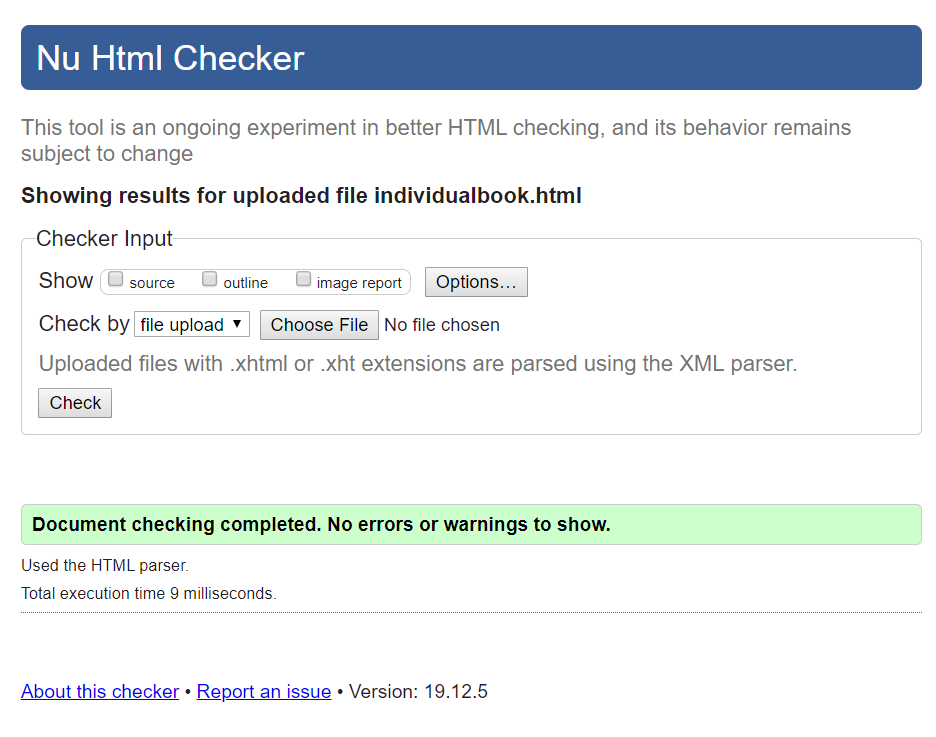 Nu Html Checker
This tool is an ongoing experiment in better HTML checking, and its behavior remains
subject to change
Showing results for uploaded file individualbook.html
Checker Input
Show source outline image report Options...
Check by file upload Choose File No file chosen
Uploaded files with .xhtml or .xht extensions are parsed using the XML parser.
Check
Document checking completed. No errors or warnings to show.
Used the HTML parser.
Total execution time 9 milliseconds.
About this checker • Report an issue • Version: 19.12.5